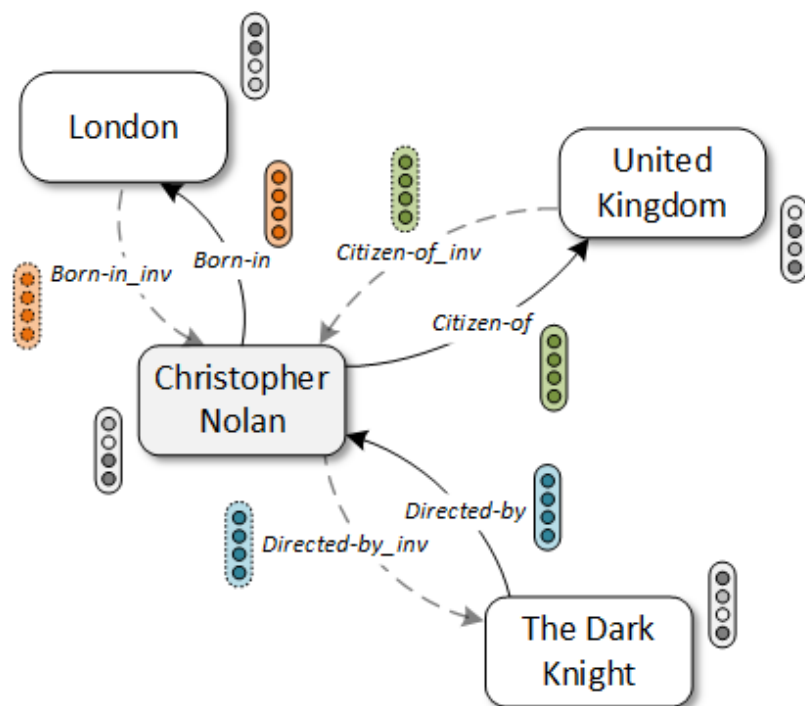 London
United
Kingdom
Born-in_inv
Born-in
Citizen-of_inv
Citizen-of
Christopher
Nolan
Directed-by
Directed-by_inv
The Dark
Knight